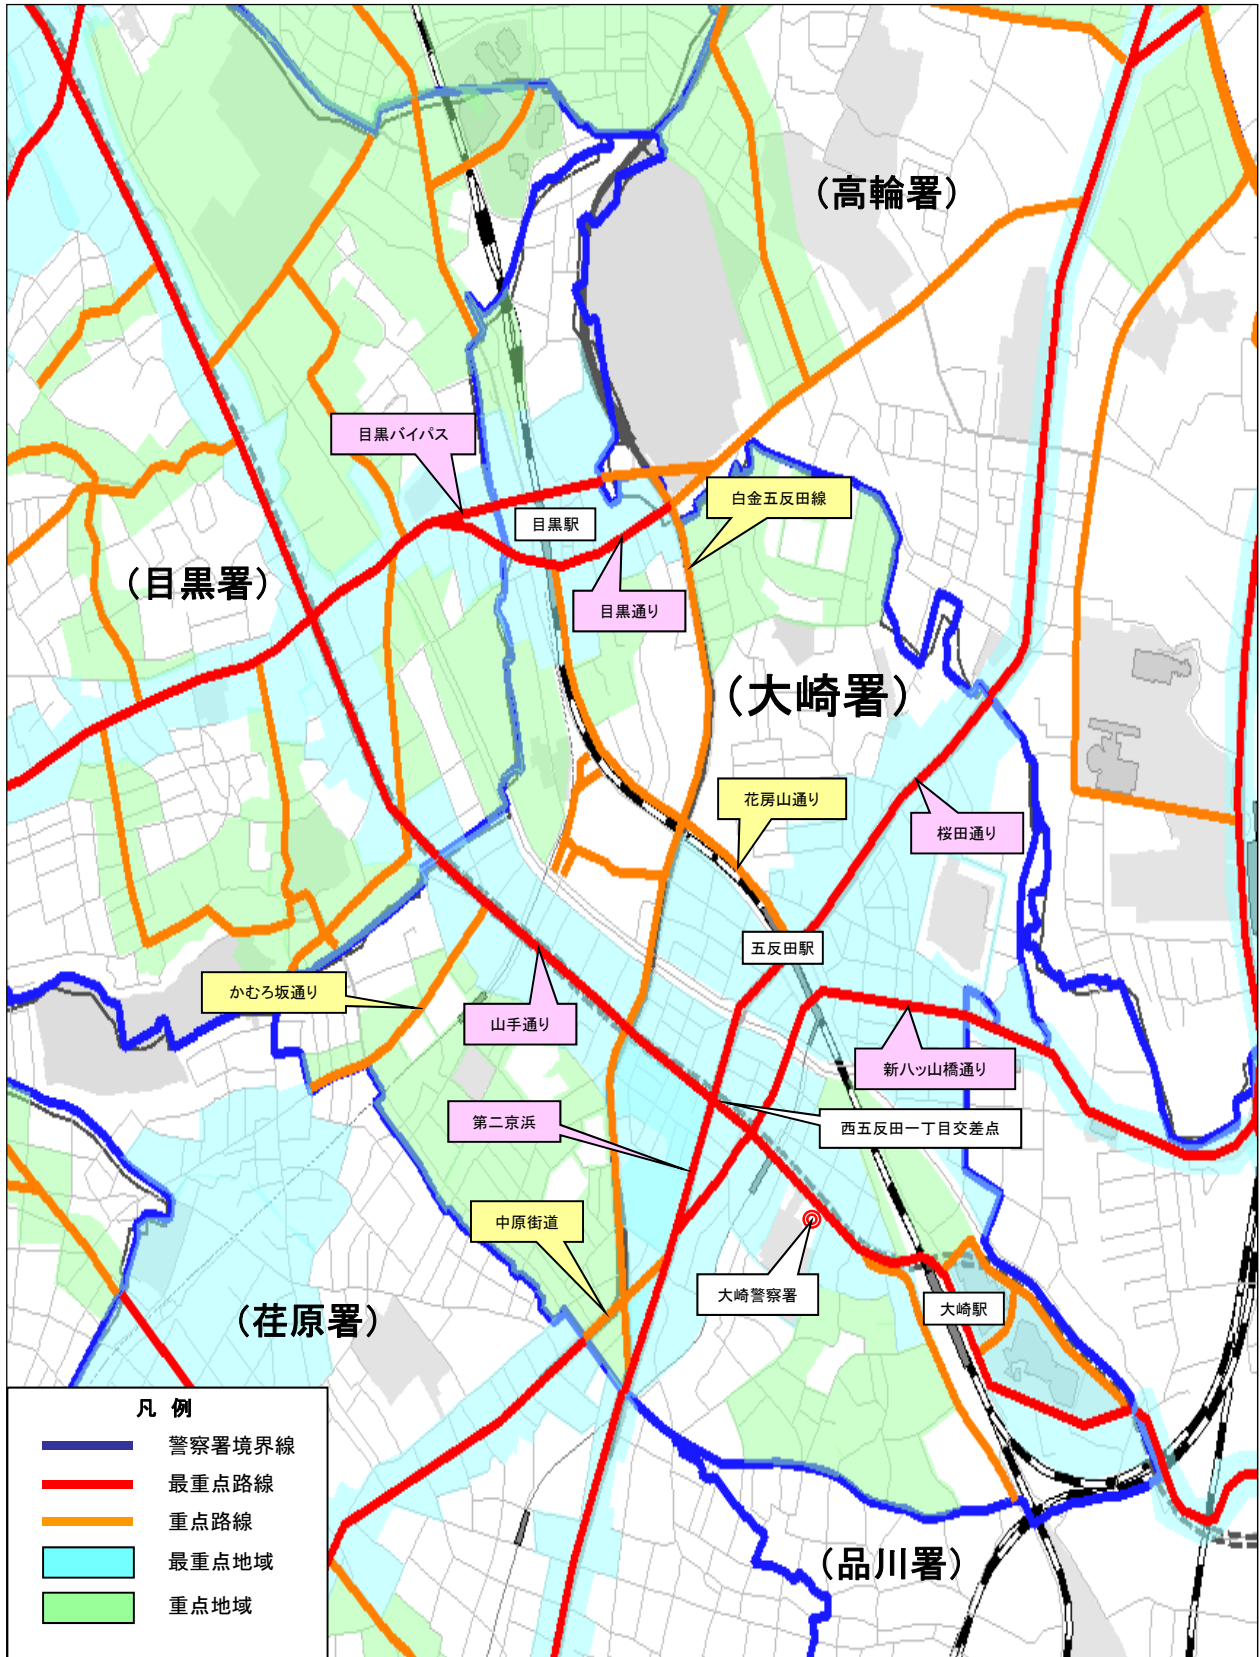 （高輪署）
目黒バイパス
白金五反田線
目黒駅
（目黒署）
目黒通り
（大崎署）
花房山通り
桜田通り
五反田駅
かむろ坂通り
山手通り
新八ッ山橋通り
第二京浜
西五反田一丁目交差点
中原街道
大崎警察署
大崎駅
（荏原署）
（品川署）
凡 例
警察署境界線
最重点路線
重点路線
最重点地域
重点地域